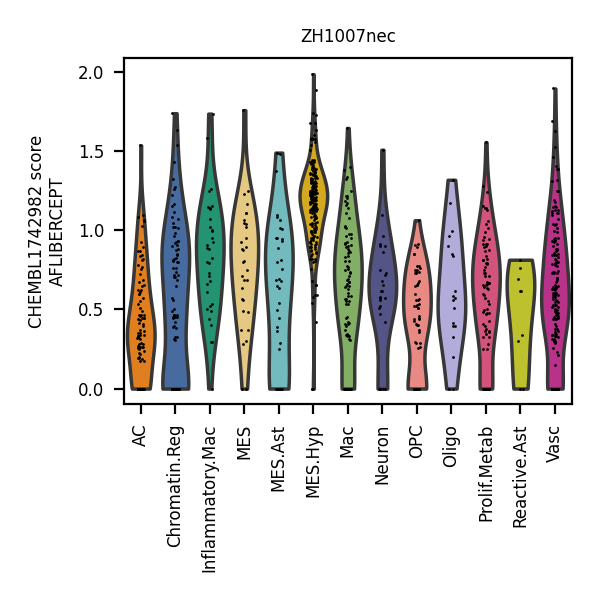 ZH1007nec
CHEMBL1742982 score
AFLIBERCEPT
2.0
1.5
1.0
0.5
0.0
AC
Chromatin.Reg
Inflammatory.Mac
MES
MES.Ast
MES.Hyp
Mac
Neuron
OPC
Oligo
Prolif.Metab
Reactive.Ast
Vasc